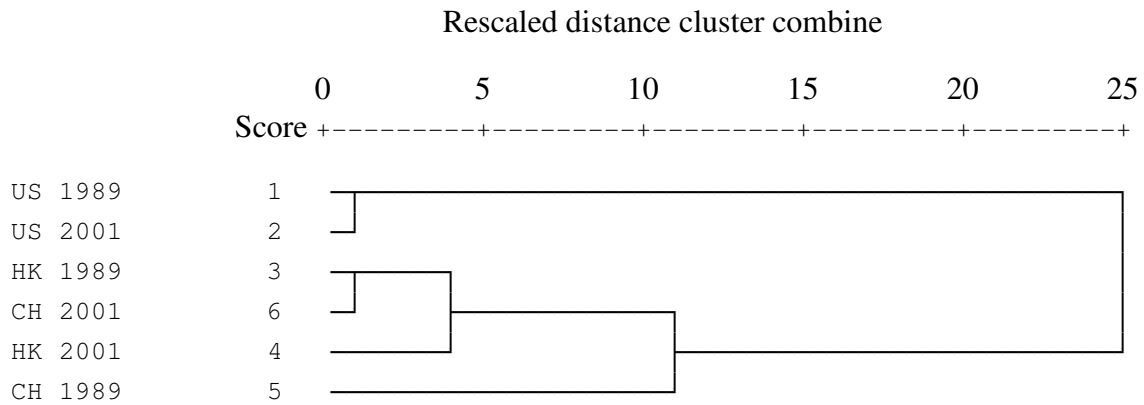 Rescaled distance cluster combine
0 5 10 15 20 25
Score +---------+---------+---------+---------+---------+
US 1989 1
US 2001 2
HK 1989 3
CH 2001 6
HK 2001 4
CH 1989 5